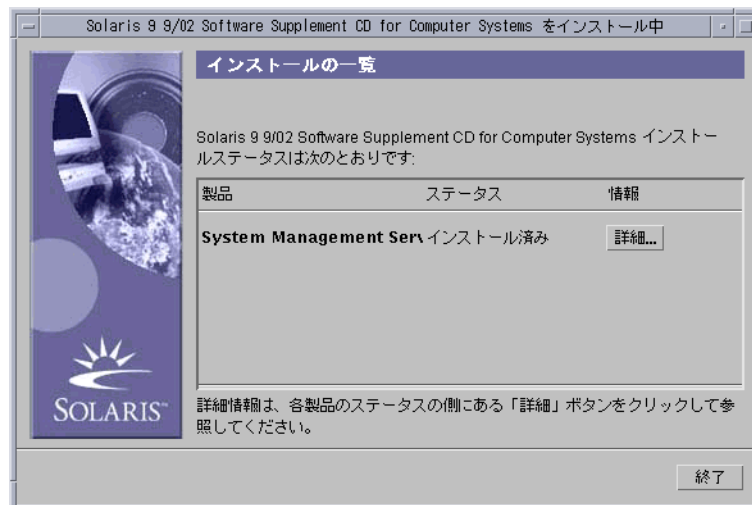 Solaris 9 9/02 Software Supplement CD for Computer Systems をインストール中
インストールの一覧
Solaris 9 9/02 Software Supplement CD for Computer Systems インストー
ルステータスは次のとおりです:
製品 ステータス 情報
System Management Serv インストール済み 詳細...
詳細情報は、各製品のステータスの側にある「詳細」ボタンをクリックして参
照してください。
SOLARIS™
終了